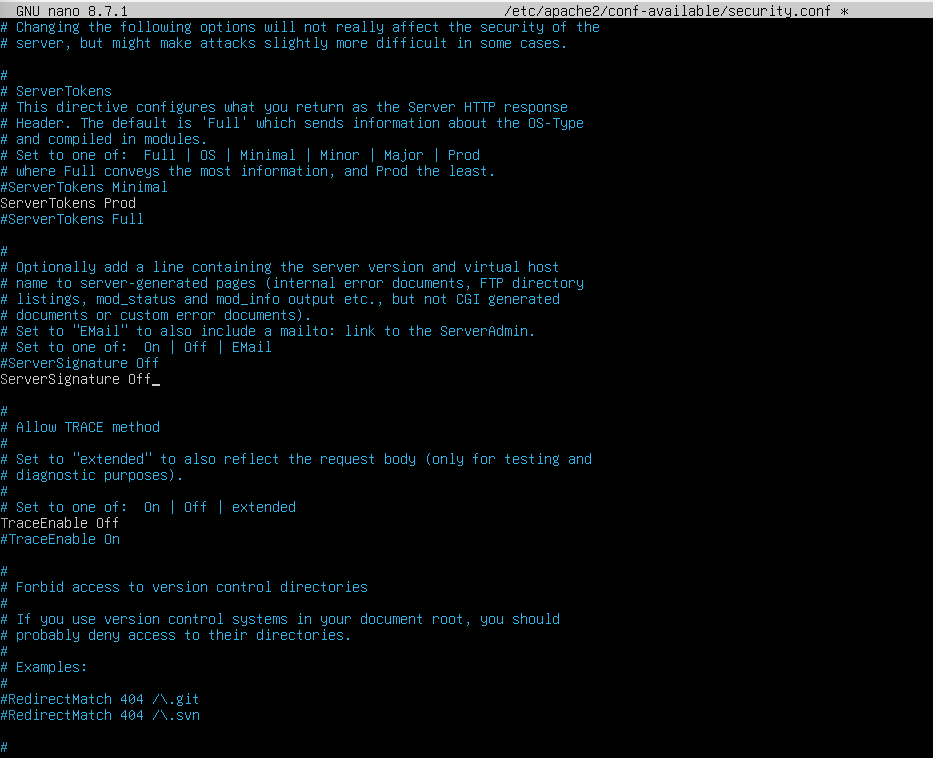 GNU nano 8.7.1 /etc/apache2/conf-available/security.conf *
# Changing the following options will not really affect the security of the
# server, but might make attacks slightly more difficult in some cases.
#
# ServerTokens
# This directive configures what you return as the Server HTTP response
# Header. The default is 'Full' which sends information about the OS-Type
# and compiled in modules.
# Set to one of:  Full | OS | Minimal | Minor | Major | Prod
# where Full conveys the most information, and Prod the least.
#ServerTokens Minimal
ServerTokens Prod
#ServerTokens Full
#
# Optionally add a line containing the server version and virtual host
# name to server-generated pages (internal error documents, FTP directory
# listings, mod_status and mod_info output etc., but not CGI generated
# documents or custom error documents).
# Set to "EMail" to also include a mailto: link to the ServerAdmin.
# Set to one of:  On | Off | EMail
#ServerSignature Off
ServerSignature Off_
#
# Allow TRACE method
#
# Set to "extended" to also reflect the request body (only for testing and
# diagnostic purposes).
#
# Set to one of:  On | Off | extended
TraceEnable Off
#TraceEnable On
#
# Forbid access to version control directories
#
# If you use version control systems in your document root, you should
# probably deny access to their directories.
#
# Examples:
#
#RedirectMatch 404 /\.git
#RedirectMatch 404 /\.svn
#